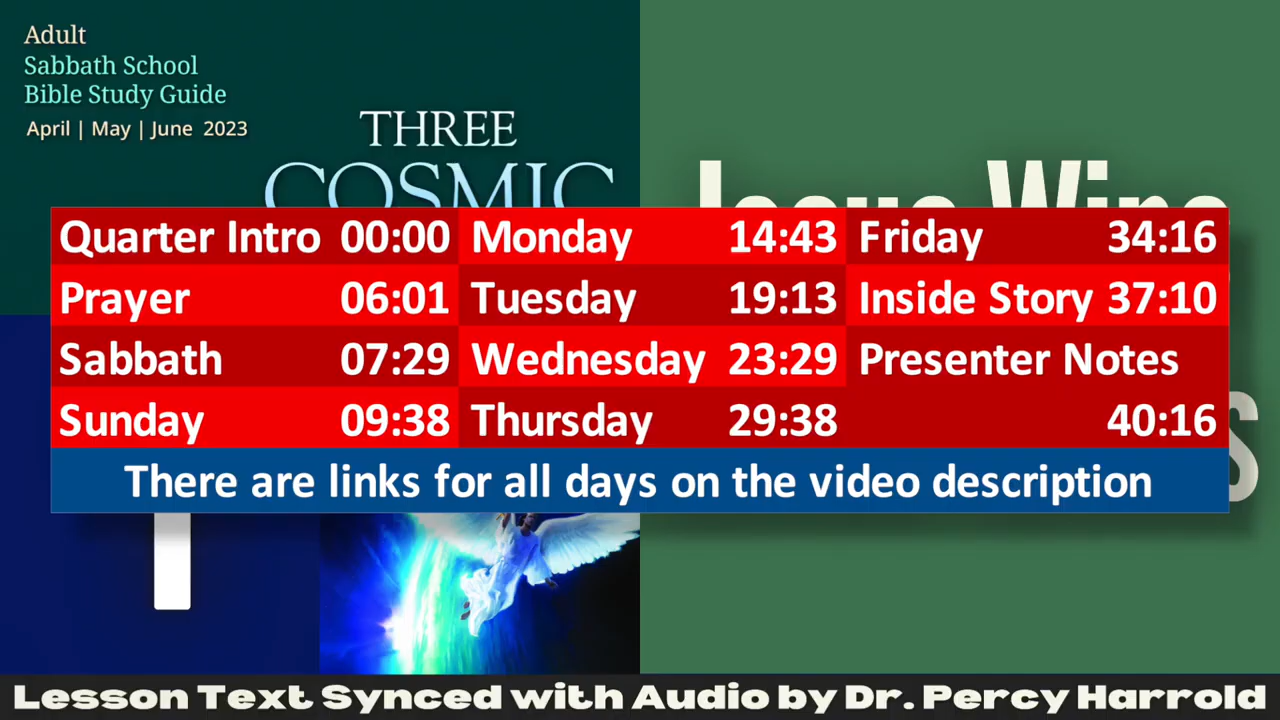 Adult
Sabbath School
Bible Study Guide
April | May | June 2023
THREE
COSMIC
Jesus Wins
Quarter Intro 00:00 Monday 14:43 Friday 34:16
Prayer 06:01 Tuesday 19:13 Inside Story 37:10
Sabbath 07:29 Wednesday 23:29 Presenter Notes
Sunday 09:38 Thursday 29:38 40:16
There are links for all days on the video description
Lesson Text Synced with Audio by Dr. Percy Harrold